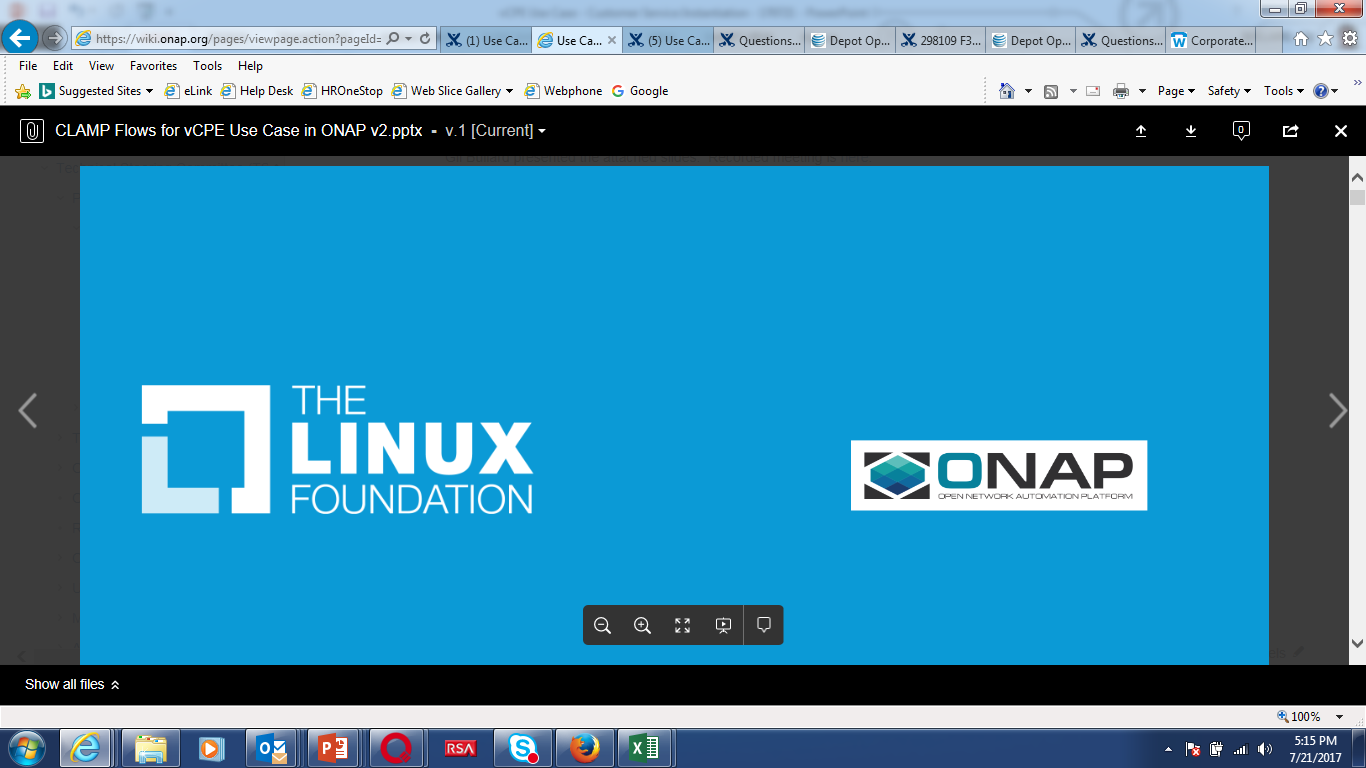 https://wiki.onap.org/pages/viewpage.action?pageId=
(1) Use Ca...
Use Ca...
(5) Use Ca...
Questions...
Depot Op...
298109 F3...
Depot Op...
Questions...
Corporate...
File Edit View Favorites Tools Help
Suggested Sites eLink Help Desk HROneStop Web Slice Gallery Webphone Google
Page Safety Tools
CLAMP Flows for vCPE Use Case in ONAP v2.pptx - v.1 [Current]
0
THE
LINUX
FOUNDATION
ONAP
OPEN NETWORK AUTOMATION PLATFORM
Show all files
100%
RSA
5:15 PM
7/21/2017